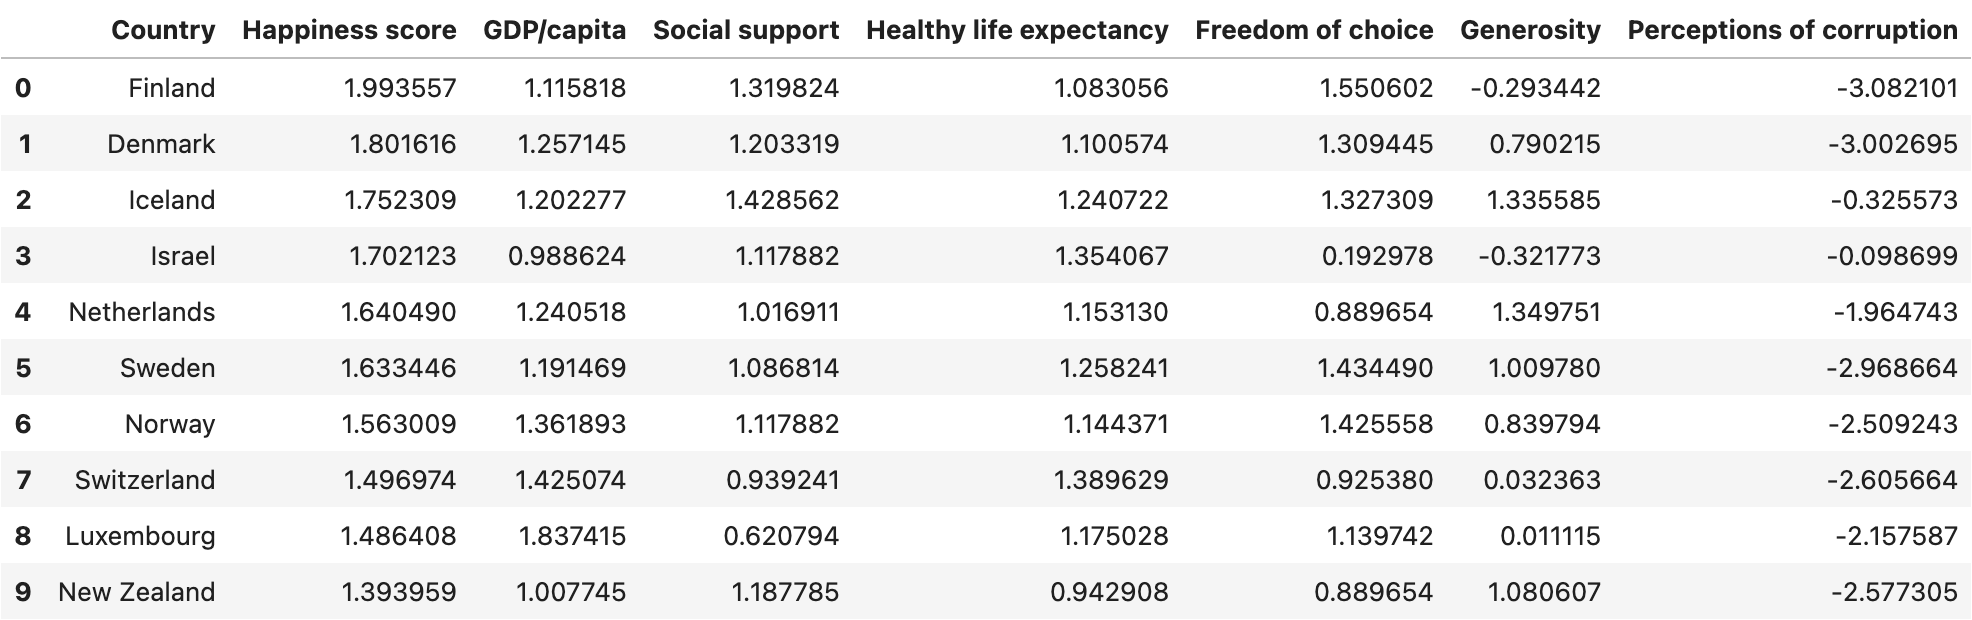 Country Happiness score GDP/capita Social support Healthy life expectancy Freedom of choice Generosity Perceptions of corruption
0 Finland 1.993557 1.115818 1.319824 1.083056 1.550602 -0.293442 -3.082101
1 Denmark 1.801616 1.257145 1.203319 1.100574 1.309445 0.790215 -3.002695
2 Iceland 1.752309 1.202277 1.428562 1.240722 1.327309 1.335585 -0.325573
3 Israel 1.702123 0.988624 1.117882 1.354067 0.192978 -0.321773 -0.098699
4 Netherlands 1.640490 1.240518 1.016911 1.153130 0.889654 1.349751 -1.964743
5 Sweden 1.633446 1.191469 1.086814 1.258241 1.434490 1.009780 -2.968664
6 Norway 1.563009 1.361893 1.117882 1.144371 1.425558 0.839794 -2.509243
7 Switzerland 1.496974 1.425074 0.939241 1.389629 0.925380 0.032363 -2.605664
8 Luxembourg 1.486408 1.837415 0.620794 1.175028 1.139742 0.011115 -2.157587
9 New Zealand 1.393959 1.007745 1.187785 0.942908 0.889654 1.080607 -2.577305